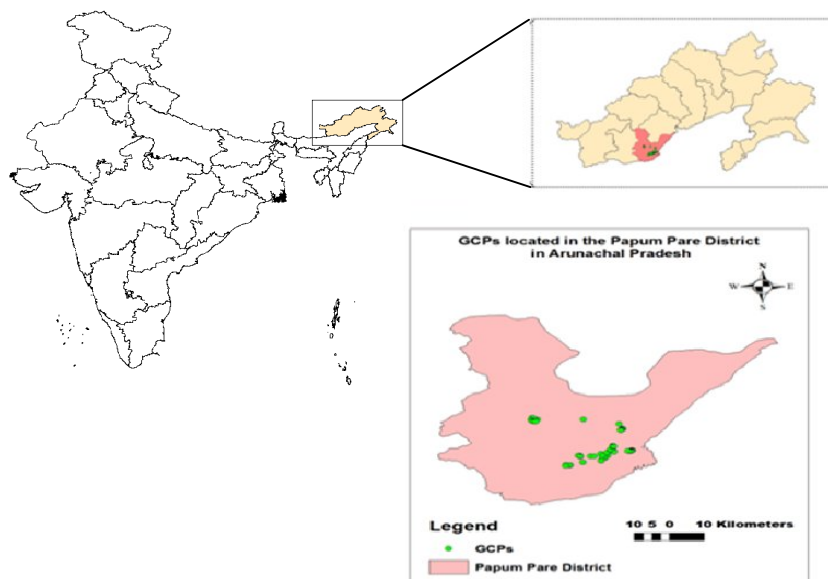 GCPs located in the Papum Pare District
in Arunachal Pradesh
N
W E
S
Legend
10 5 0 10 Kilometers
GCPs
Papum Pare District